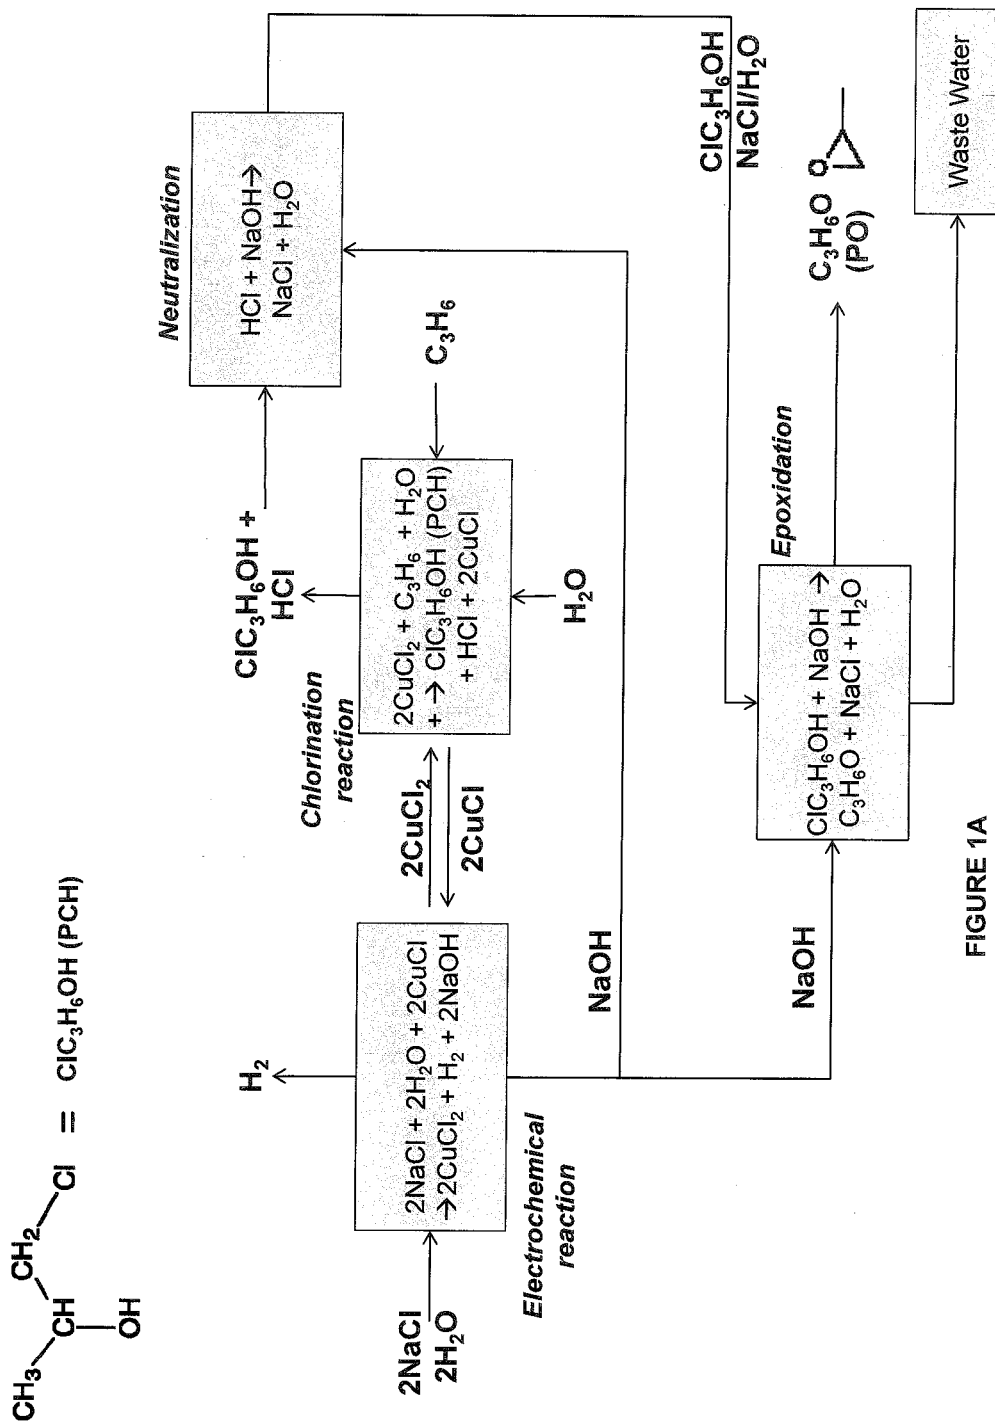 CH₃
CH
OH
CH₂
Cl
=
ClC₃H₆OH (PCH)
2NaCl
2H₂O
Electrochemical
reaction
2NaCl + 2H₂O + 2CuCl
→2CuCl₂ + H₂ + 2NaOH
H₂
2CuCl₂
2CuCl
Chlorination
reaction
2CuCl₂ + C₃H₆ + H₂O
+ → ClC₃H₆OH (PCH)
+ HCl + 2CuCl
H₂O
C₃H₆
ClC₃H₆OH +
HCl
Neutralization
HCl + NaOH→
NaCl + H₂O
NaOH
NaOH
ClC₃H₆OH
NaCl/H₂O
Epoxidation
ClC₃H₆OH + NaOH →
C₃H₆O + NaCl + H₂O
C₃H₆O
(PO)
O
Waste Water
FIGURE 1A